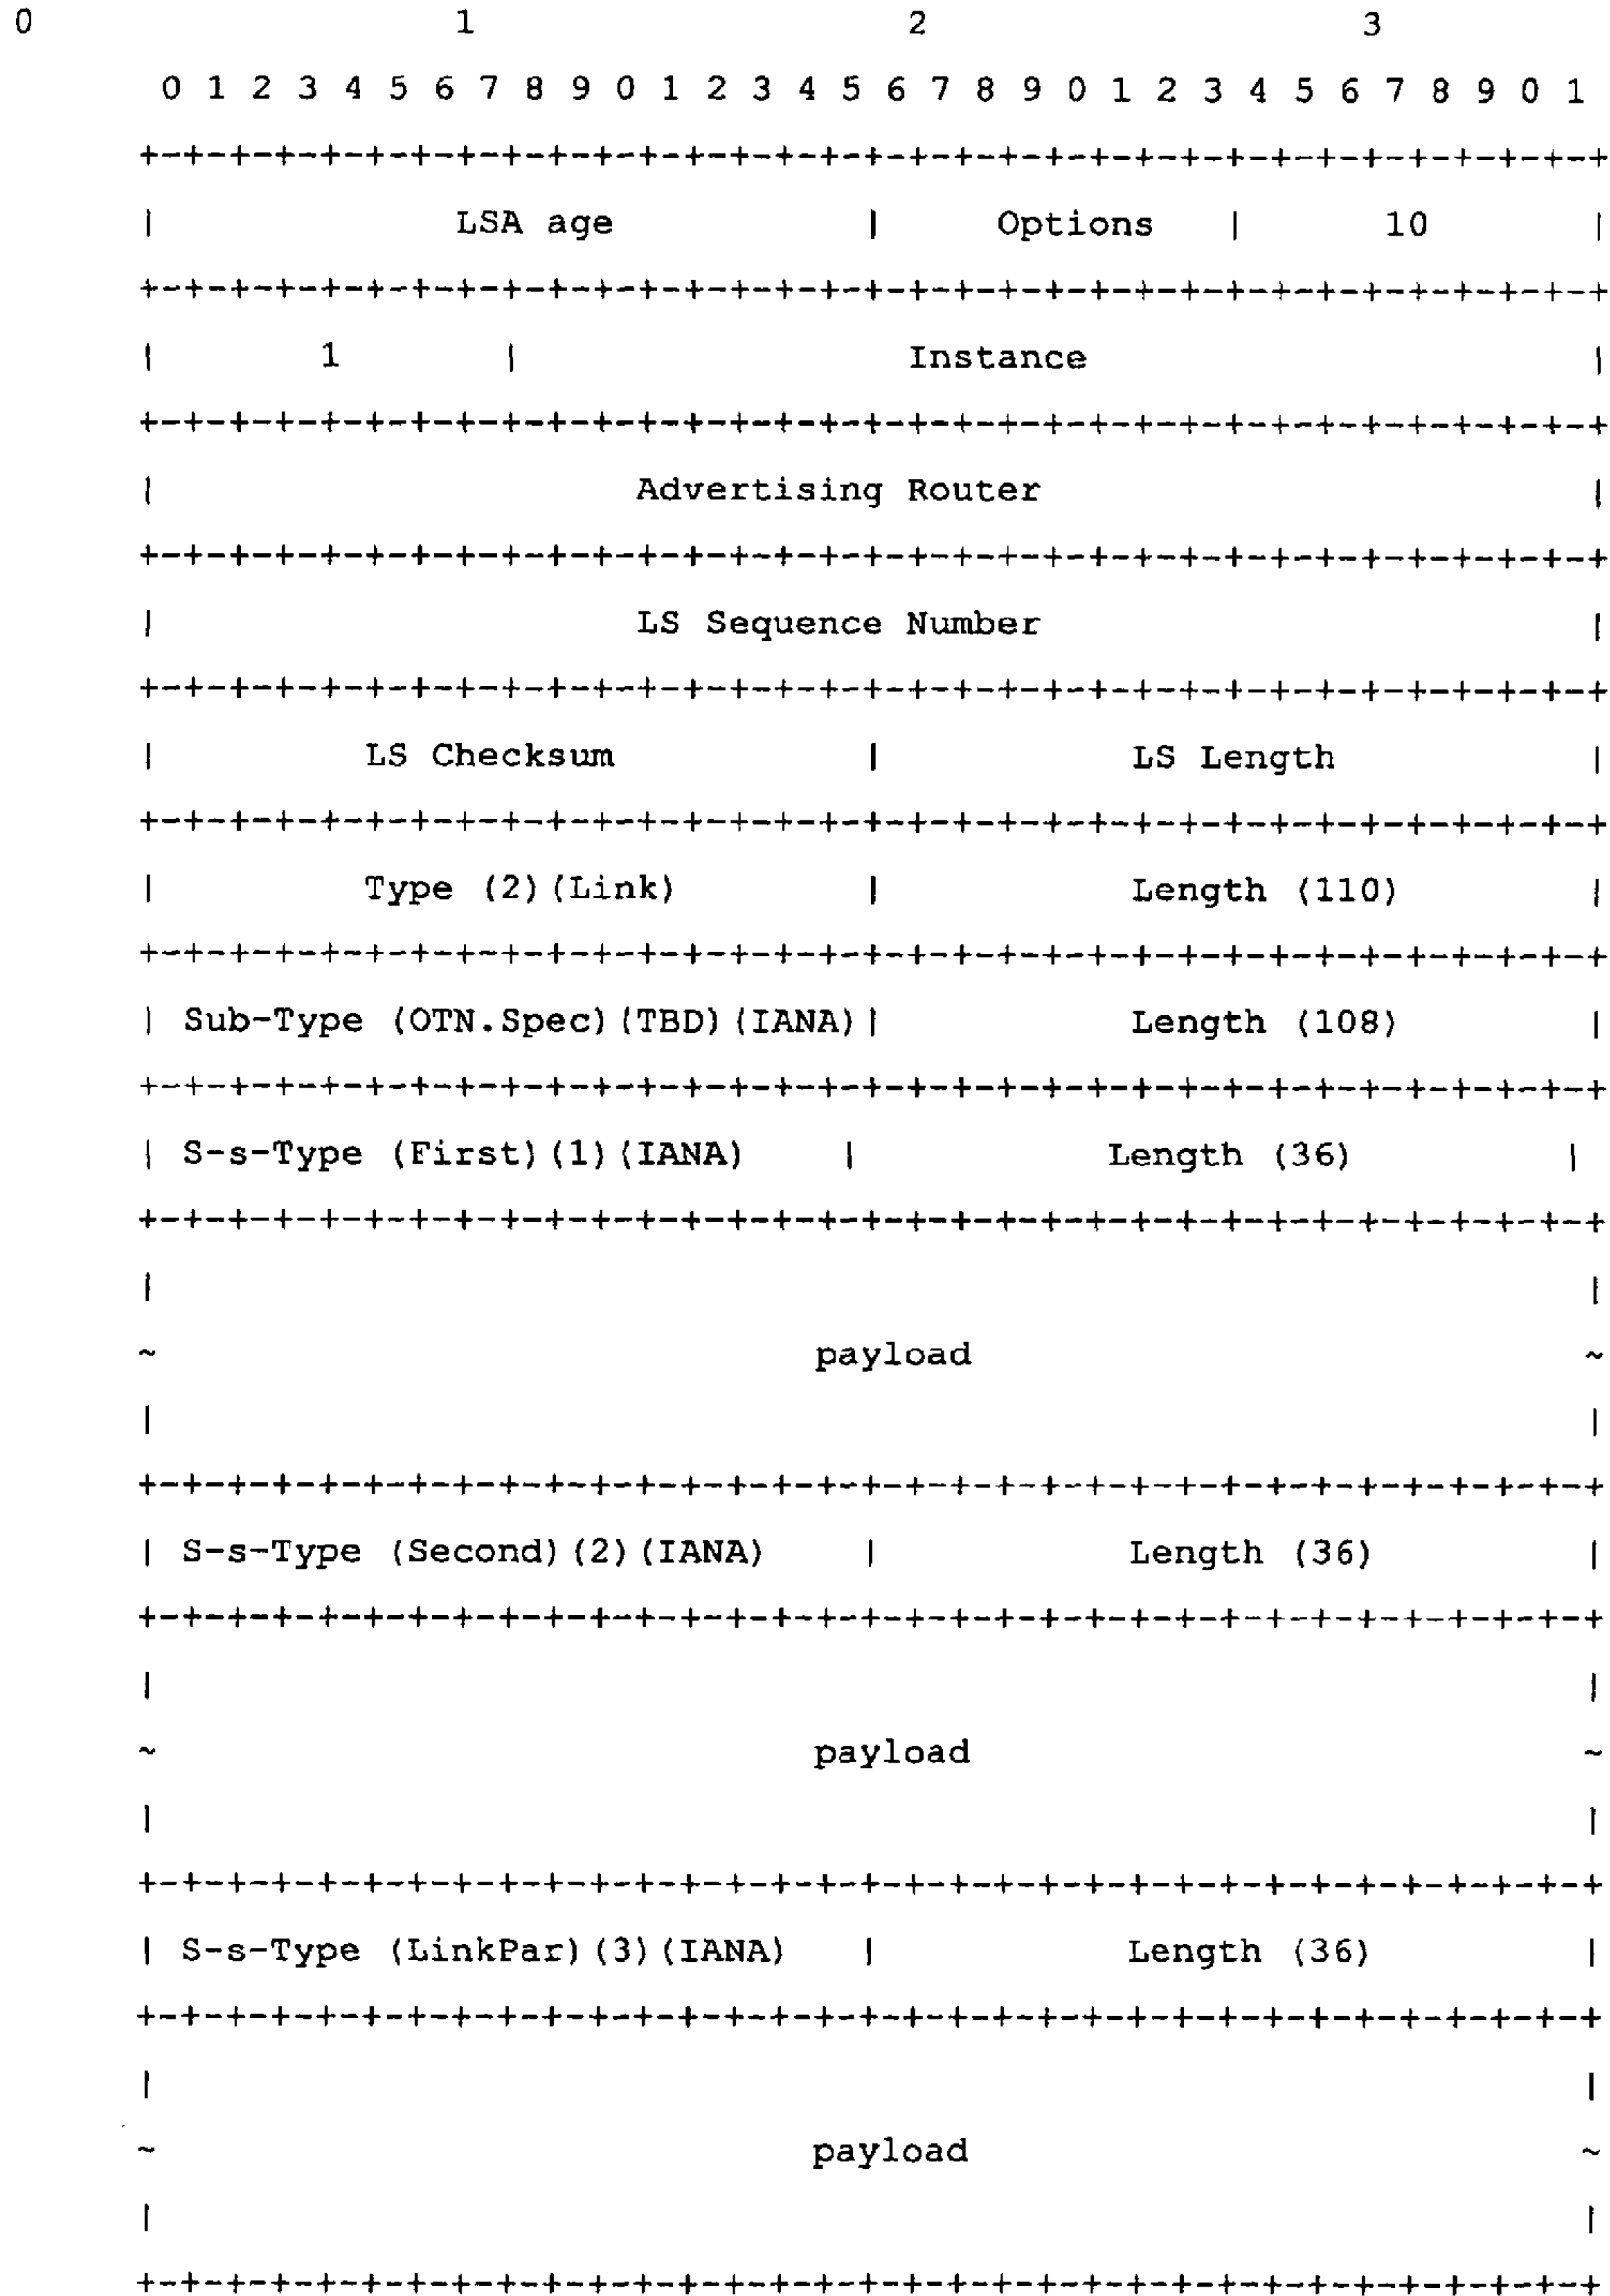 0                   1                   2                   3
 0 1 2 3 4 5 6 7 8 9 0 1 2 3 4 5 6 7 8 9 0 1 2 3 4 5 6 7 8 9 0 1
+-+-+-+-+-+-+-+-+-+-+-+-+-+-+-+-+-+-+-+-+-+-+-+-+-+-+-+-+-+-+-+-+
|             LSA age           |     Options   |      10       |
+-+-+-+-+-+-+-+-+-+-+-+-+-+-+-+-+-+-+-+-+-+-+-+-+-+-+-+-+-+-+-+-+
|       1       |                 Instance                      |
+-+-+-+-+-+-+-+-+-+-+-+-+-+-+-+-+-+-+-+-+-+-+-+-+-+-+-+-+-+-+-+-+
|                     Advertising Router                        |
+-+-+-+-+-+-+-+-+-+-+-+-+-+-+-+-+-+-+-+-+-+-+-+-+-+-+-+-+-+-+-+-+
|                     LS Sequence Number                        |
+-+-+-+-+-+-+-+-+-+-+-+-+-+-+-+-+-+-+-+-+-+-+-+-+-+-+-+-+-+-+-+-+
|         LS Checksum           |           LS Length           |
+-+-+-+-+-+-+-+-+-+-+-+-+-+-+-+-+-+-+-+-+-+-+-+-+-+-+-+-+-+-+-+-+
|         Type (2)(Link)        |           Length (110)        |
+-+-+-+-+-+-+-+-+-+-+-+-+-+-+-+-+-+-+-+-+-+-+-+-+-+-+-+-+-+-+-+-+
| Sub-Type (OTN.Spec)(TBD)(IANA)|           Length (108)        |
+-+-+-+-+-+-+-+-+-+-+-+-+-+-+-+-+-+-+-+-+-+-+-+-+-+-+-+-+-+-+-+-+
| S-s-Type (First)(1)(IANA)    |           Length (36)         |
+-+-+-+-+-+-+-+-+-+-+-+-+-+-+-+-+-+-+-+-+-+-+-+-+-+-+-+-+-+-+-+-+
|                                                               |
~                             payload                           ~
|                                                               |
+-+-+-+-+-+-+-+-+-+-+-+-+-+-+-+-+-+-+-+-+-+-+-+-+-+-+-+-+-+-+-+-+
| S-s-Type (Second)(2)(IANA)    |           Length (36)         |
+-+-+-+-+-+-+-+-+-+-+-+-+-+-+-+-+-+-+-+-+-+-+-+-+-+-+-+-+-+-+-+-+
|                                                               |
~                             payload                           ~
|                                                               |
+-+-+-+-+-+-+-+-+-+-+-+-+-+-+-+-+-+-+-+-+-+-+-+-+-+-+-+-+-+-+-+-+
| S-s-Type (LinkPar)(3)(IANA)   |           Length (36)         |
+-+-+-+-+-+-+-+-+-+-+-+-+-+-+-+-+-+-+-+-+-+-+-+-+-+-+-+-+-+-+-+-+
|                                                               |
~                             payload                           ~
|                                                               |
+-+-+-+-+-+-+-+-+-+-+-+-+-+-+-+-+-+-+-+-+-+-+-+-+-+-+-+-+-+-+-+-+